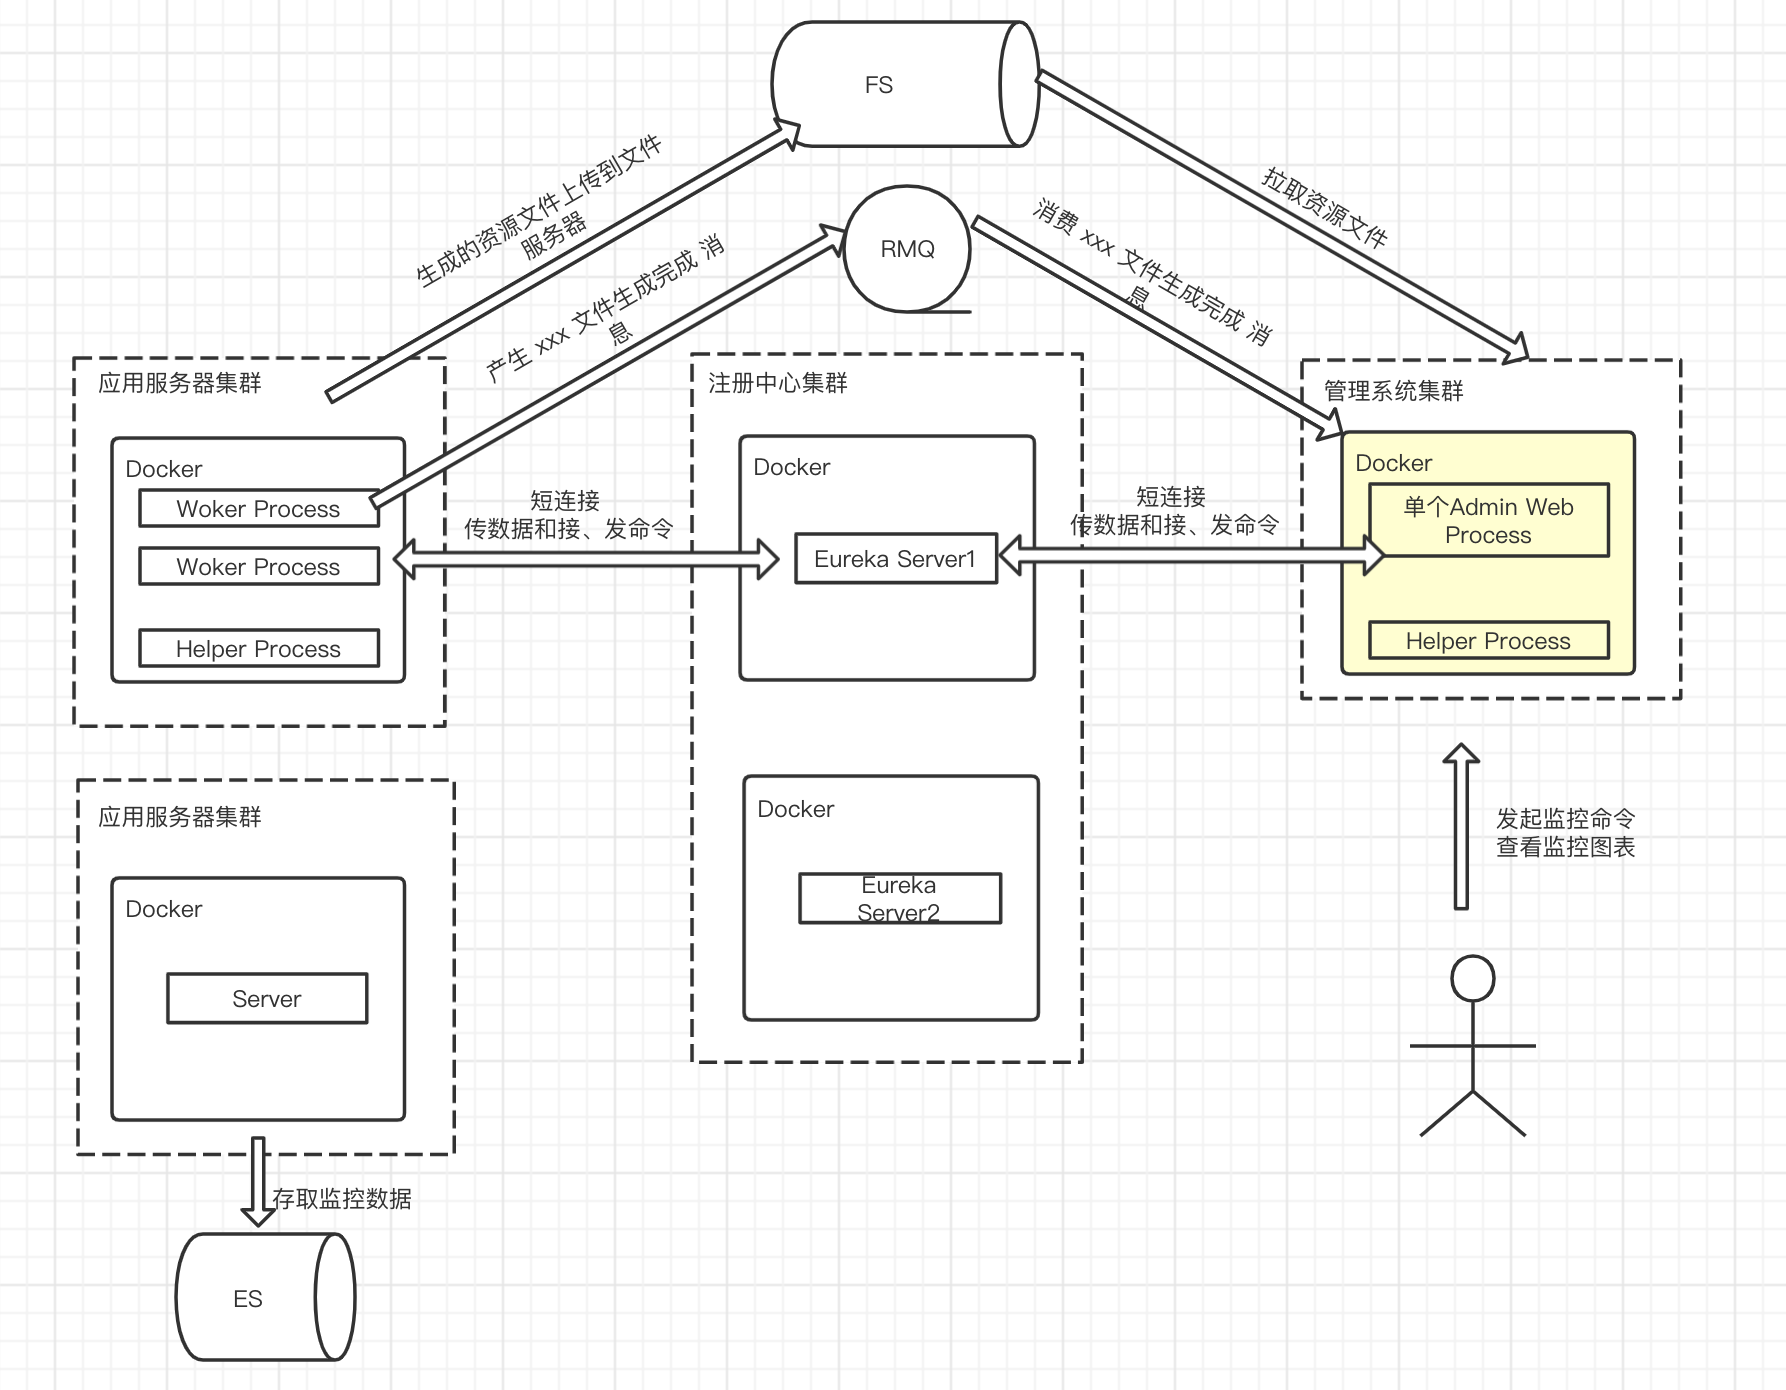 FS
生成的资源文件上传到文件
服务器
拉取资源文件
RMQ
产生 xxx 文件生成完成 消
息
消费 xxx 文件生成完成 消
息
应用服务器集群
Docker
Woker Process
Woker Process
Helper Process
短连接
传数据和接、发命令
注册中心集群
Docker
Eureka Server1
短连接
传数据和接、发命令
管理系统集群
Docker
单个Admin Web
Process
Helper Process
应用服务器集群
Docker
Server
Docker
Eureka
Server2
发起监控命令
查看监控图表
存取监控数据
ES